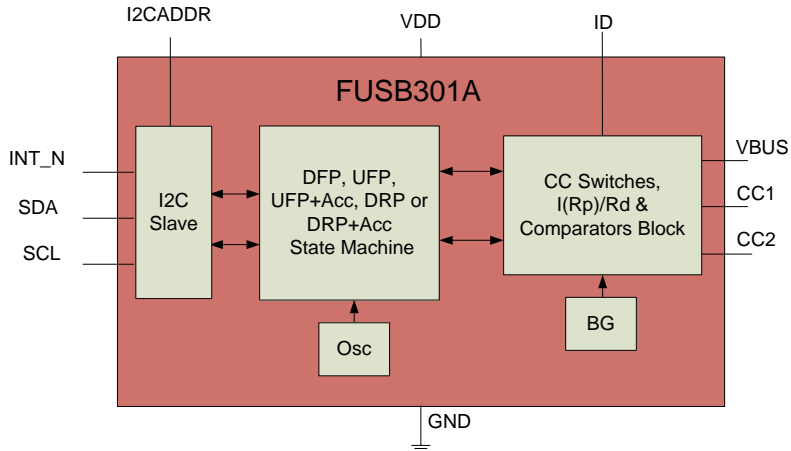 I2CADDR
VDD
ID
FUSB301A
INT_N
SDA
SCL
I2C
Slave
DFP, UFP,
UFP+Acc, DRP or
DRP+Acc
State Machine
CC Switches,
I(Rp)/Rd &
Comparators Block
VBUS
CC1
CC2
Osc
BG
GND